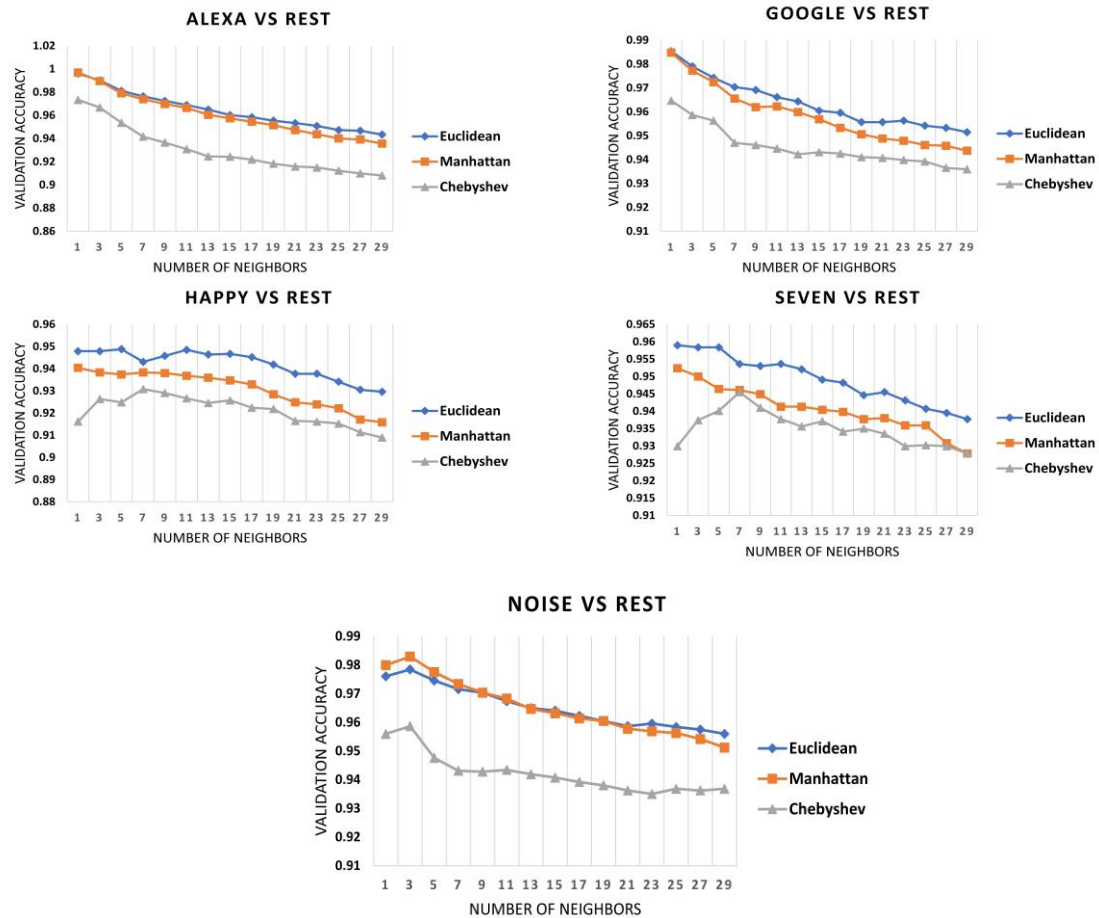 ALEXA VS REST
VALIDATION ACCURACY
1.02
1
0.98
0.96
0.94
0.92
0.9
0.88
0.86
1 3 5 7 9 11 13 15 17 19 21 23 25 27 29
NUMBER OF NEIGHBORS
Euclidean
Manhattan
Chebyshev
GOOGLE VS REST
VALIDATION ACCURACY
0.99
0.98
0.97
0.96
0.95
0.94
0.93
0.92
0.91
1 3 5 7 9 11 13 15 17 19 21 23 25 27 29
NUMBER OF NEIGHBORS
Euclidean
Manhattan
Chebyshev
HAPPY VS REST
VALIDATION ACCURACY
0.96
0.95
0.94
0.93
0.92
0.91
0.9
0.89
0.88
1 3 5 7 9 11 13 15 17 19 21 23 25 27 29
NUMBER OF NEIGHBORS
Euclidean
Manhattan
Chebyshev
SEVEN VS REST
VALIDATION ACCURACY
0.965
0.96
0.955
0.95
0.945
0.94
0.935
0.93
0.925
0.92
0.915
0.91
1 3 5 7 9 11 13 15 17 19 21 23 25 27 29
NUMBER OF NEIGHBORS
Euclidean
Manhattan
Chebyshev
NOISE VS REST
VALIDATION ACCURACY
0.99
0.98
0.97
0.96
0.95
0.94
0.93
0.92
0.91
1 3 5 7 9 11 13 15 17 19 21 23 25 27 29
NUMBER OF NEIGHBORS
Euclidean
Manhattan
Chebyshev